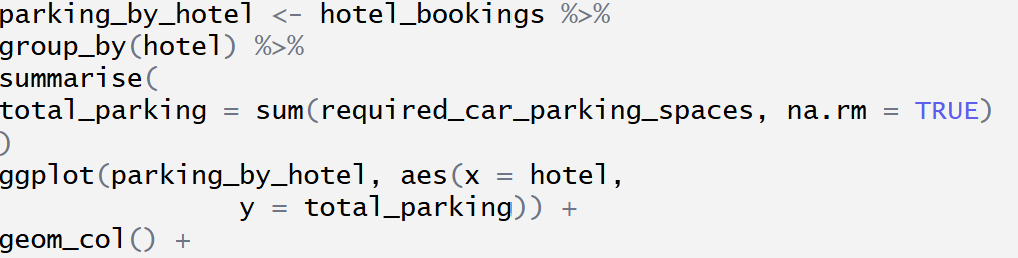 parking_by_hotel <- hotel_bookings %>%
group_by(hotel) %>%
summarise(
total_parking = sum(required_car_parking_spaces, na.rm = TRUE)
)
ggplot(parking_by_hotel, aes(x = hotel,
y = total_parking)) +
geom_col() +